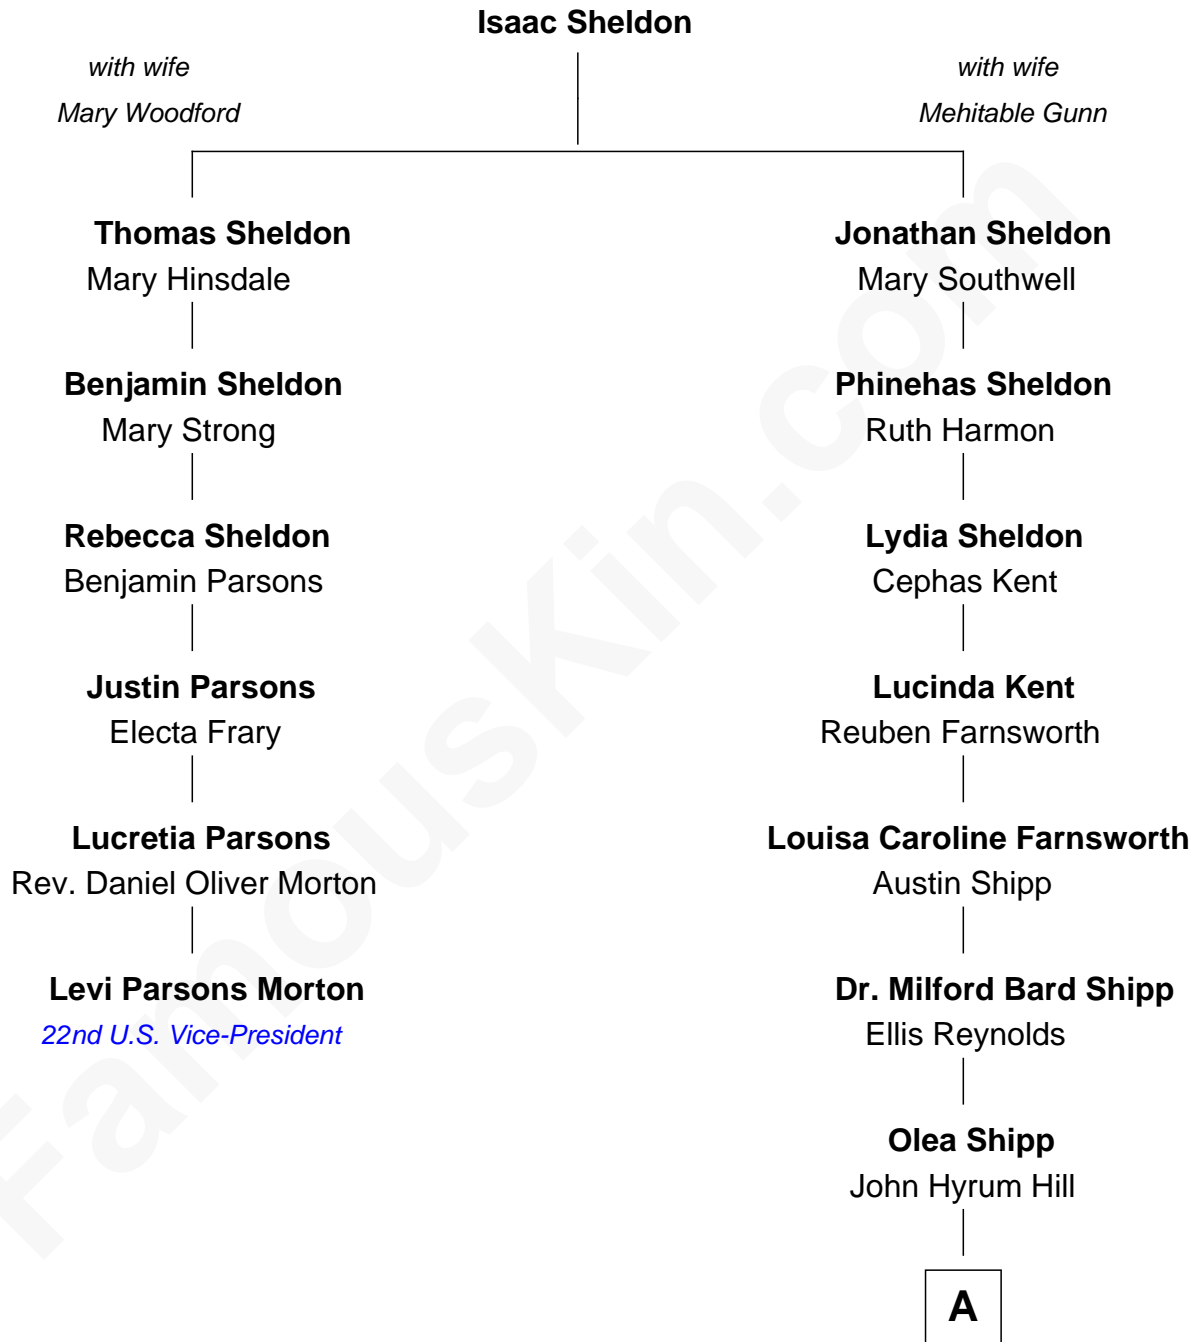 Isaac Sheldon
with wife
Mary Woodford
with wife
Mehitable Gunn
Thomas Sheldon
Mary Hinsdale
Jonathan Sheldon
Mary Southwell
Benjamin Sheldon
Mary Strong
Phinehas Sheldon
Ruth Harmon
Rebecca Sheldon
Benjamin Parsons
Lydia Sheldon
Cephas Kent
Justin Parsons
Electa Frary
Lucinda Kent
Reuben Farnsworth
Lucretia Parsons
Rev. Daniel Oliver Morton
Louisa Caroline Farnsworth
Austin Shipp
Levi Parsons Morton
22nd U.S. Vice-President
Dr. Milford Bard Shipp
Ellis Reynolds
Olea Shipp
John Hyrum Hill
A
FamousKin.com